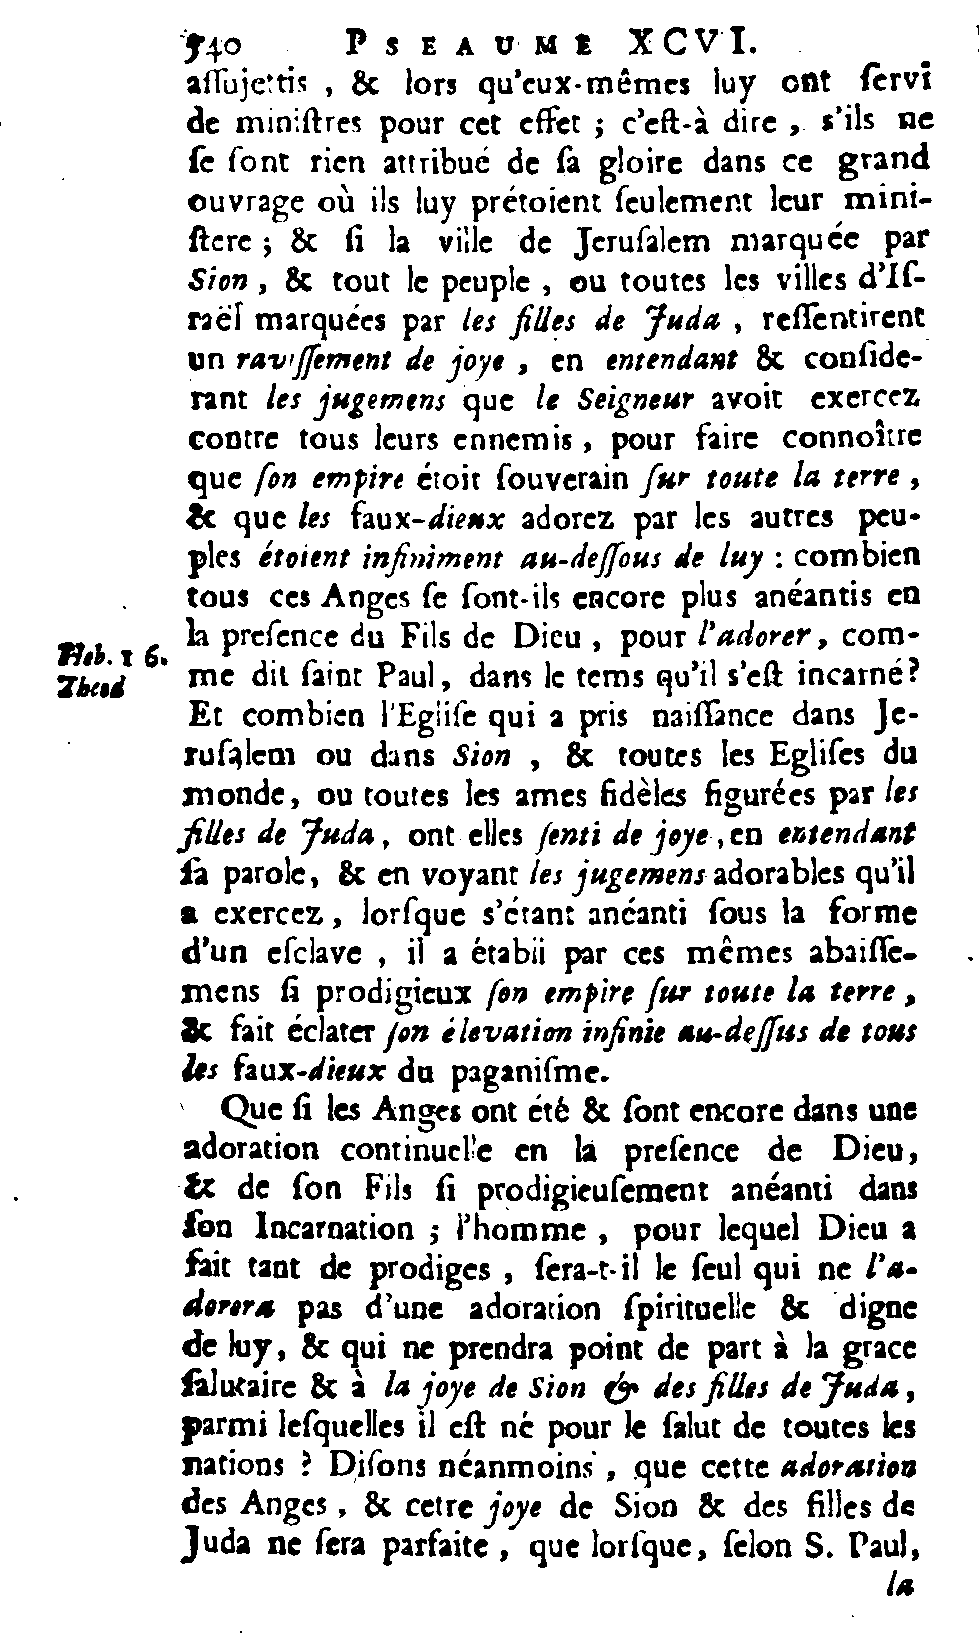 540 PSEAUME XCVI.
aſſujettis , & lors qu'eux-mêmes luy ont ſervi
de miniſtres pour cet effet ; c'eſt-à dire , s'ils ne
ſe ſont rien attribué de ſa gloire dans ce grand
ouvrage où ils luy prétoient ſeulement leur mini-
ſtere ; & ſi la ville de Jeruſalem marquée par
Sion , & tout le peuple , ou toutes les villes d'Iſ-
raël marquées par les filles de Juda , reſſentirent
un raviſſement de joye , en entendant & conſide-
rant les jugemens que le Seigneur avoit exercez
contre tous leurs ennemis , pour faire connoître
que ſon empire étoit ſouverain ſur toute la terre ,
& que les faux-dieux adorez par les autres peu-
ples étoient infiniment au-deſſous de luy : combien
tous ces Anges ſe ſont-ils encore plus anéantis en
la preſence du Fils de Dieu , pour l'adorer, com-
Heb. 1 6.
me dit ſaint Paul, dans le tems qu'il s'eſt incarné?
Et combien l'Egliſe qui a pris naiſſance dans Je-
ruſalem ou dans Sion , & toutes les Egliſes du
monde, ou toutes les ames fidèles figurées par les
filles de Juda, ont elles ſenti de joye, en entendant
ſa parole, & en voyant les jugemens adorables qu'il
a exercez, lorſque s'étant anéanti ſous la forme
d'un eſclave , il a établi par ces mêmes abaiſſe-
mens ſi prodigieux ſon empire ſur toute la terre ,
& fait éclater ſon élevation infinie au-deſſus de tous
les faux-dieux du paganiſme.
Que ſi les Anges ont été & ſont encore dans une
adoration continuelle en la preſence de Dieu,
& de ſon Fils ſi prodigieuſement anéanti dans
ſon Incarnation ; l'homme , pour lequel Dieu a
fait tant de prodiges , ſera-t-il le ſeul qui ne l'a-
dorera pas d'une adoration ſpirituelle & digne
de luy, & qui ne prendra point de part à la grace
ſalutaire & à la joye de Sion & des filles de Juda,
parmi leſquelles il eſt né pour le ſalut de toutes les
nations ? Diſons néanmoins , que cette adoration
des Anges , & cette joye de Sion & des filles de
Juda ne ſera parfaite , que lorſque, ſelon S. Paul,
la